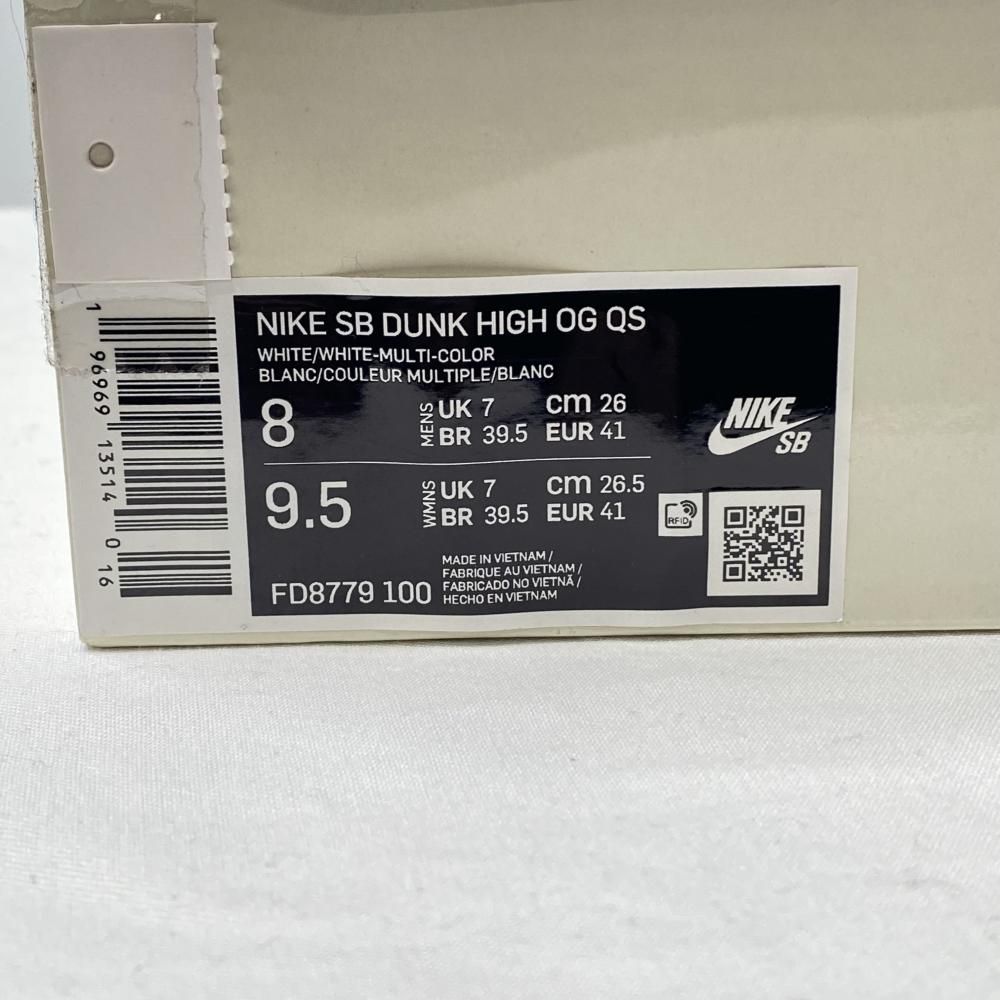 NIKE SB DUNK HIGH OG QS
WHITE/WHITE-MULTI-COLOR
BLANC/COULEUR MULTIPLE/BLANC
8 MENS UK 7 cm 26
BR 39.5 EUR 41
9.5 WMNS UK 7 cm 26.5
BR 39.5 EUR 41
FD8779 100
MADE IN VIETNAM /
FABRIQUE AU VIETNAM /
FABRICADO NO VIETNÃ /
HECHO EN VIETNAM
NIKE
SB
RFID
1 96969 13514 0 16